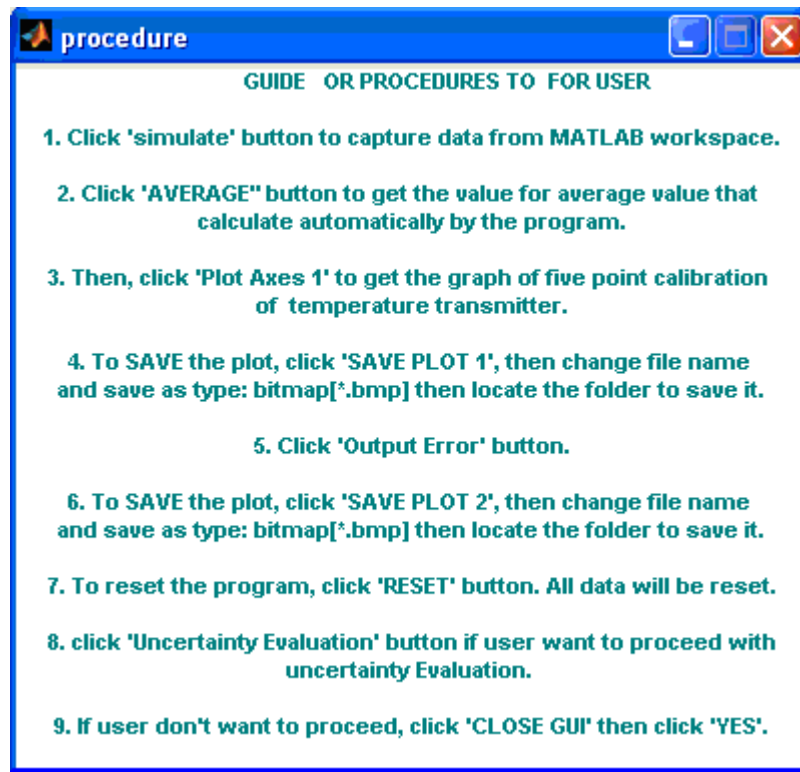 procedure
GUIDE OR PROCEDURES TO FOR USER
1. Click 'simulate' button to capture data from MATLAB workspace.
2. Click 'AVERAGE" button to get the value for average value that
calculate automatically by the program.
3. Then, click 'Plot Axes 1' to get the graph of five point calibration
of temperature transmitter.
4. To SAVE the plot, click 'SAVE PLOT 1', then change file name
and save as type: bitmap[*.bmp] then locate the folder to save it.
5. Click 'Output Error' button.
6. To SAVE the plot, click 'SAVE PLOT 2', then change file name
and save as type: bitmap[*.bmp] then locate the folder to save it.
7. To reset the program, click 'RESET' button. All data will be reset.
8. click 'Uncertainty Evaluation' button if user want to proceed with
uncertainty Evaluation.
9. If user don't want to proceed, click 'CLOSE GUI' then click 'YES'.